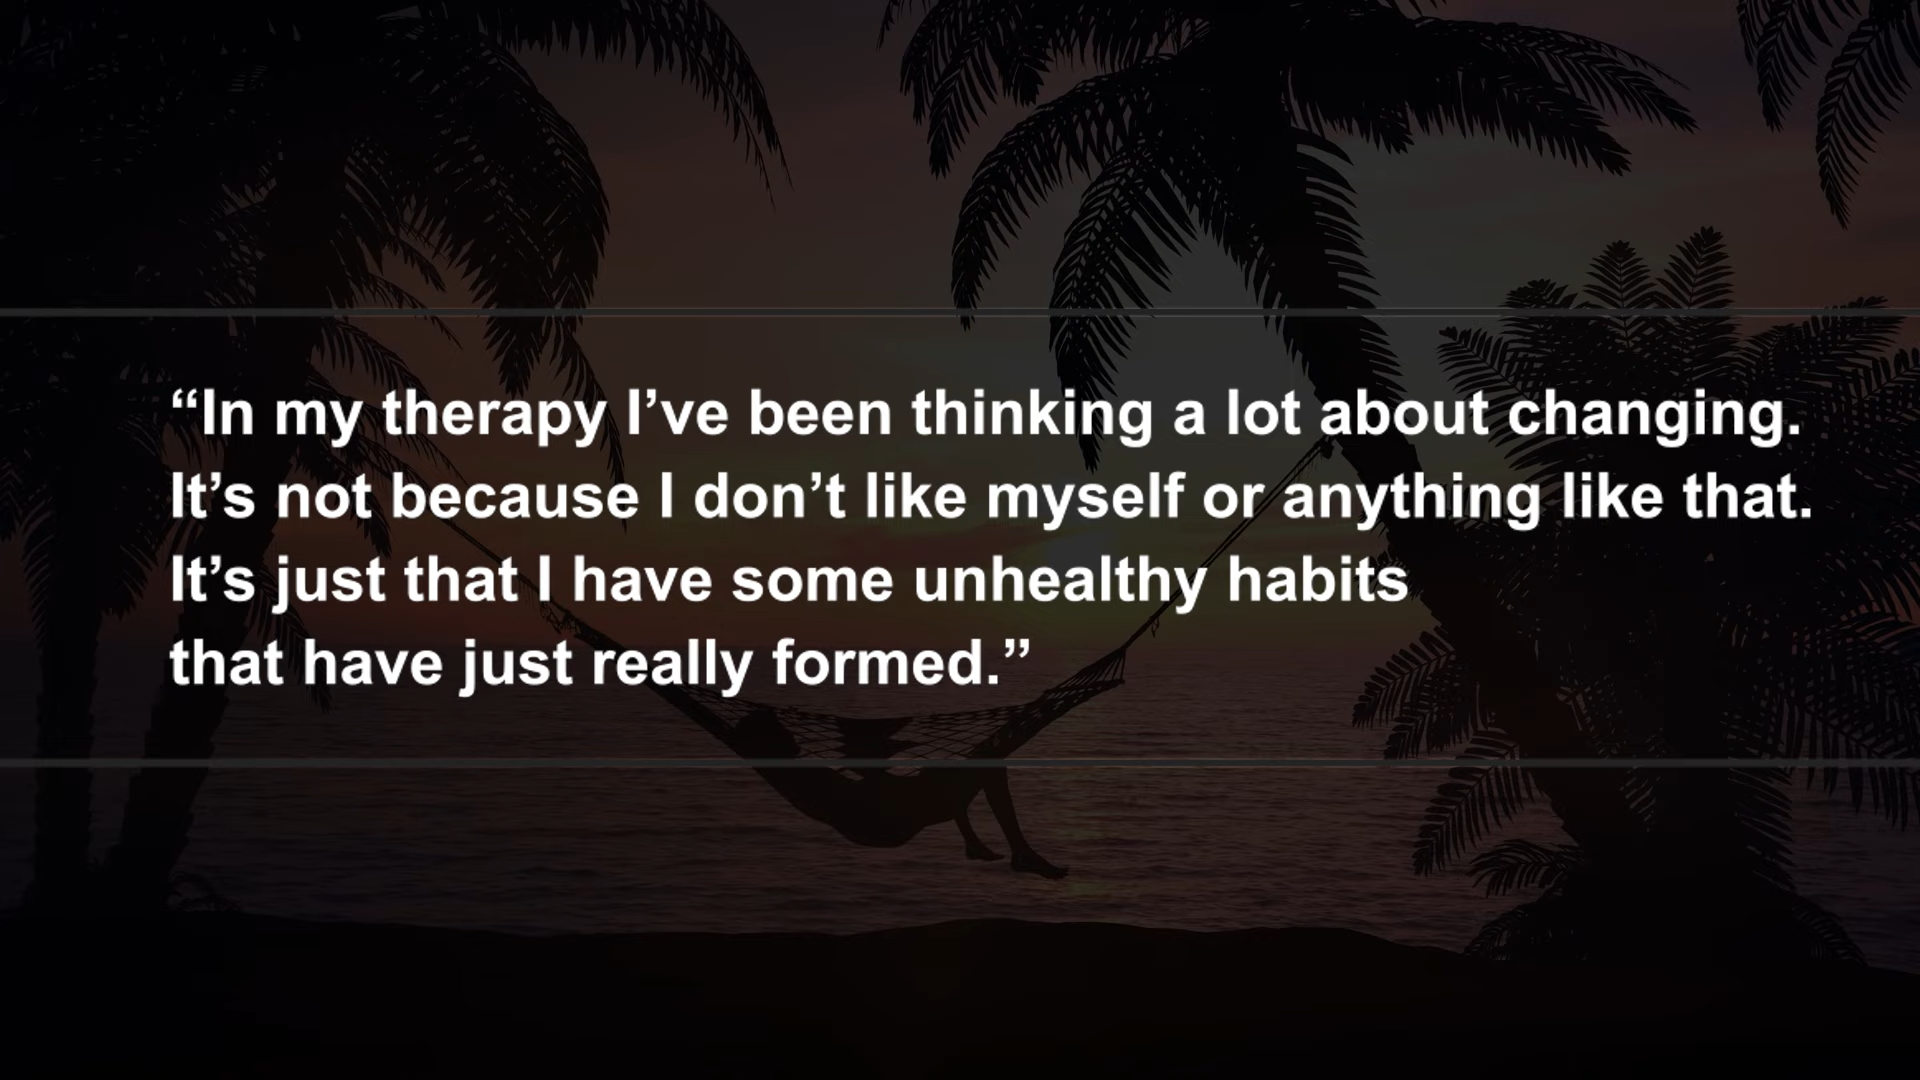 “In my therapy I’ve been thinking a lot about changing.
It’s not because I don’t like myself or anything like that.
It’s just that I have some unhealthy habits
that have just really formed.”